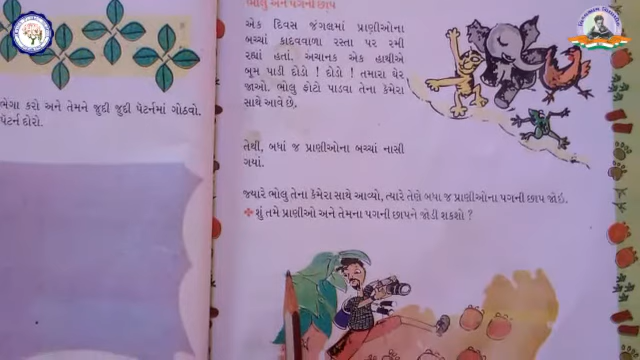 ભોલુ અને પગની છાપ
એક દિવસ જંગલમાં પ્રાણીઓના
બચ્ચાં કાદવવાળા રસ્તા પર રમી
રહ્યાં હતાં. અચાનક એક હાથીએ
બૂમ પાડી દોડો ! દોડો ! તમારા ઘેર
જાઓ. ભોલુ ફોટો પાડવા તેના કેમેરા
સાથે આવે છે.
તેથી, બધાં જ પ્રાણીઓના બચ્ચાં નાસી
ગયાં.
જ્યારે ભોલુ તેના કેમેરા સાથે આવ્યો, ત્યારે તેણે બધા જ પ્રાણીઓના પગની છાપ જોઇ.
શું તમે પ્રાણીઓ અને તેમના પગની છાપને જોડી શકશો ?
ભેગા કરો અને તેમને જુદી જુદી પૅટર્નમાં ગોઠવો.
પૅટર્ન દોરો.